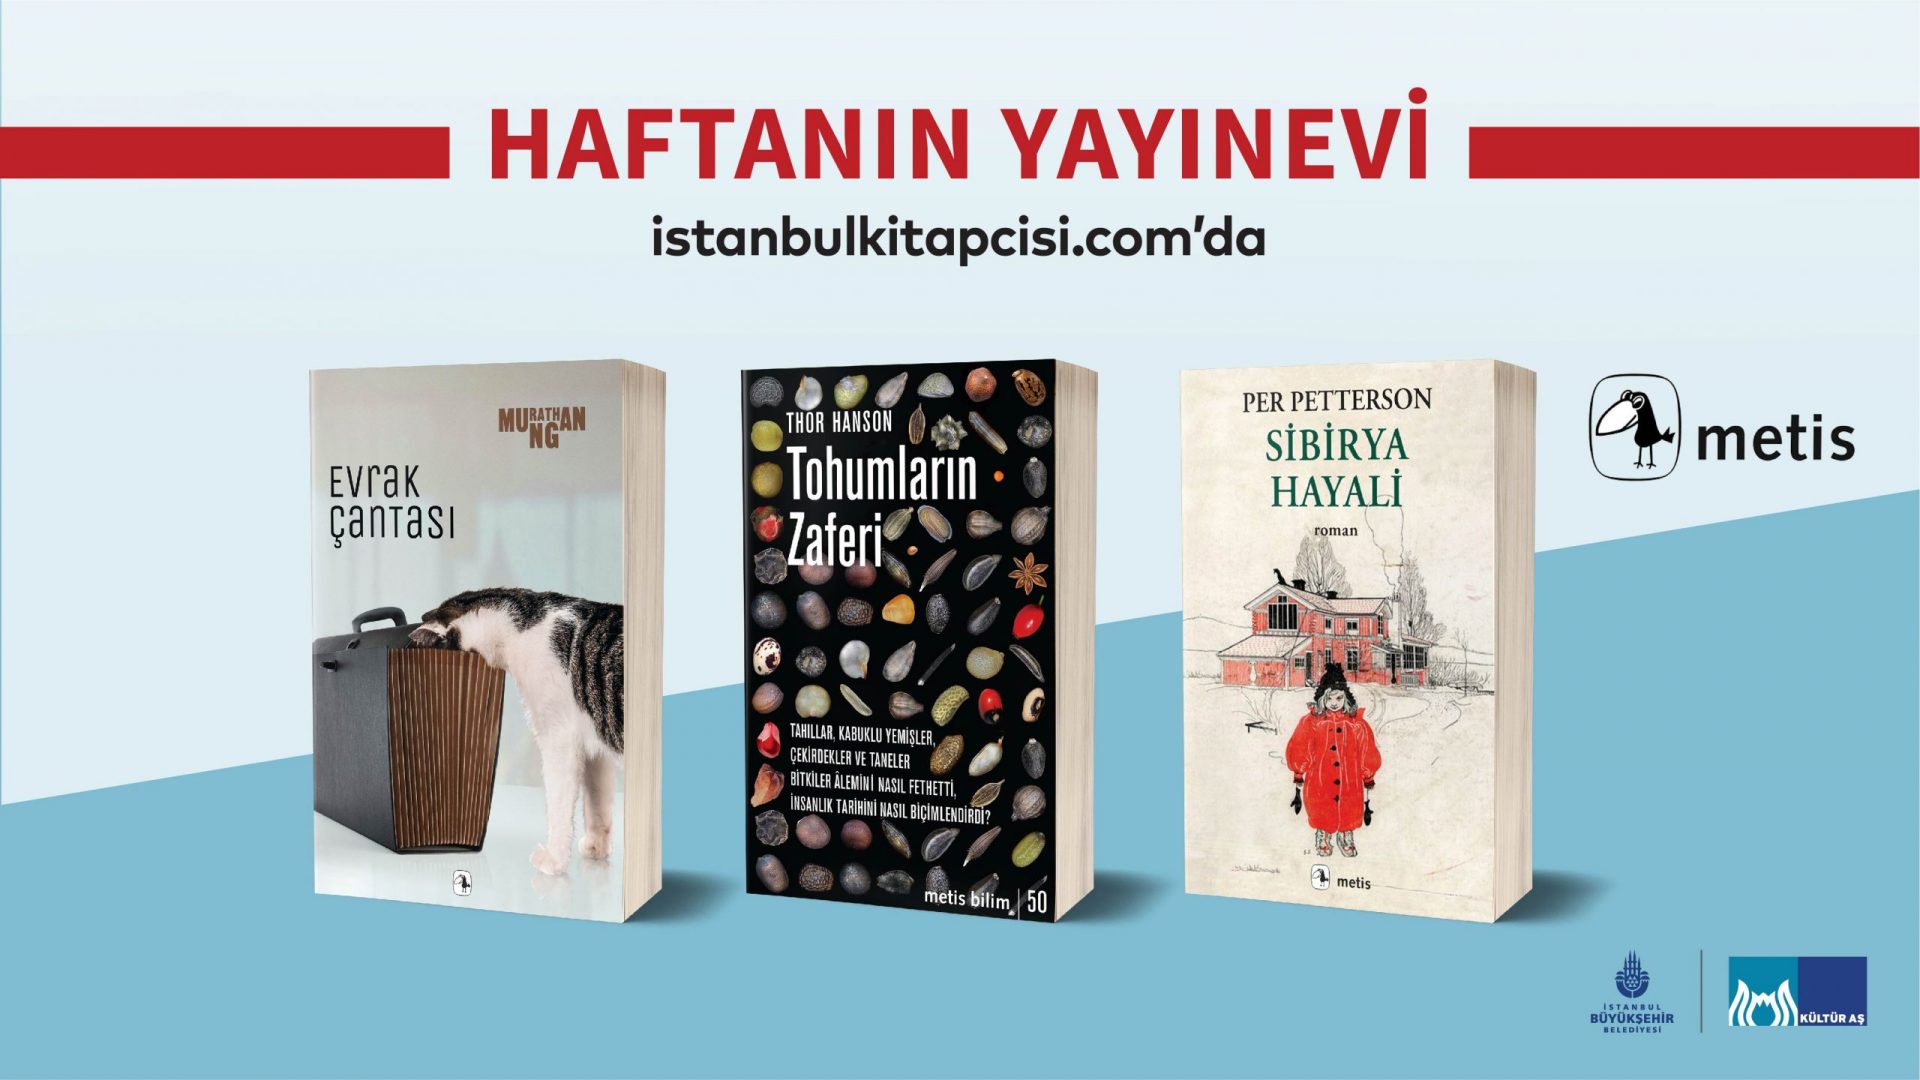 HAFTANIN YAYINEVİ
istanbulkitapcisi.com'da
MURATHAN
MUNGAN
Evrak
Çantası
THOR HANSON
Tohumların
Zaferi
TAHILLAR, KABUKLU YEMİŞLER,
ÇEKİRDEKLER VE TANELER
BİTKİLER ÂLEMİNİ NASIL FETHETTİ,
İNSANLIK TARİHİNİ NASIL BİÇİMLENDİRDİ?
metis bilim | 50
PER PETTERSON
SİBİRYA
HAYALİ
roman
metis
metis
İSTANBUL
BÜYÜKŞEHİR
BELEDİYESİ
KÜLTÜR AŞ